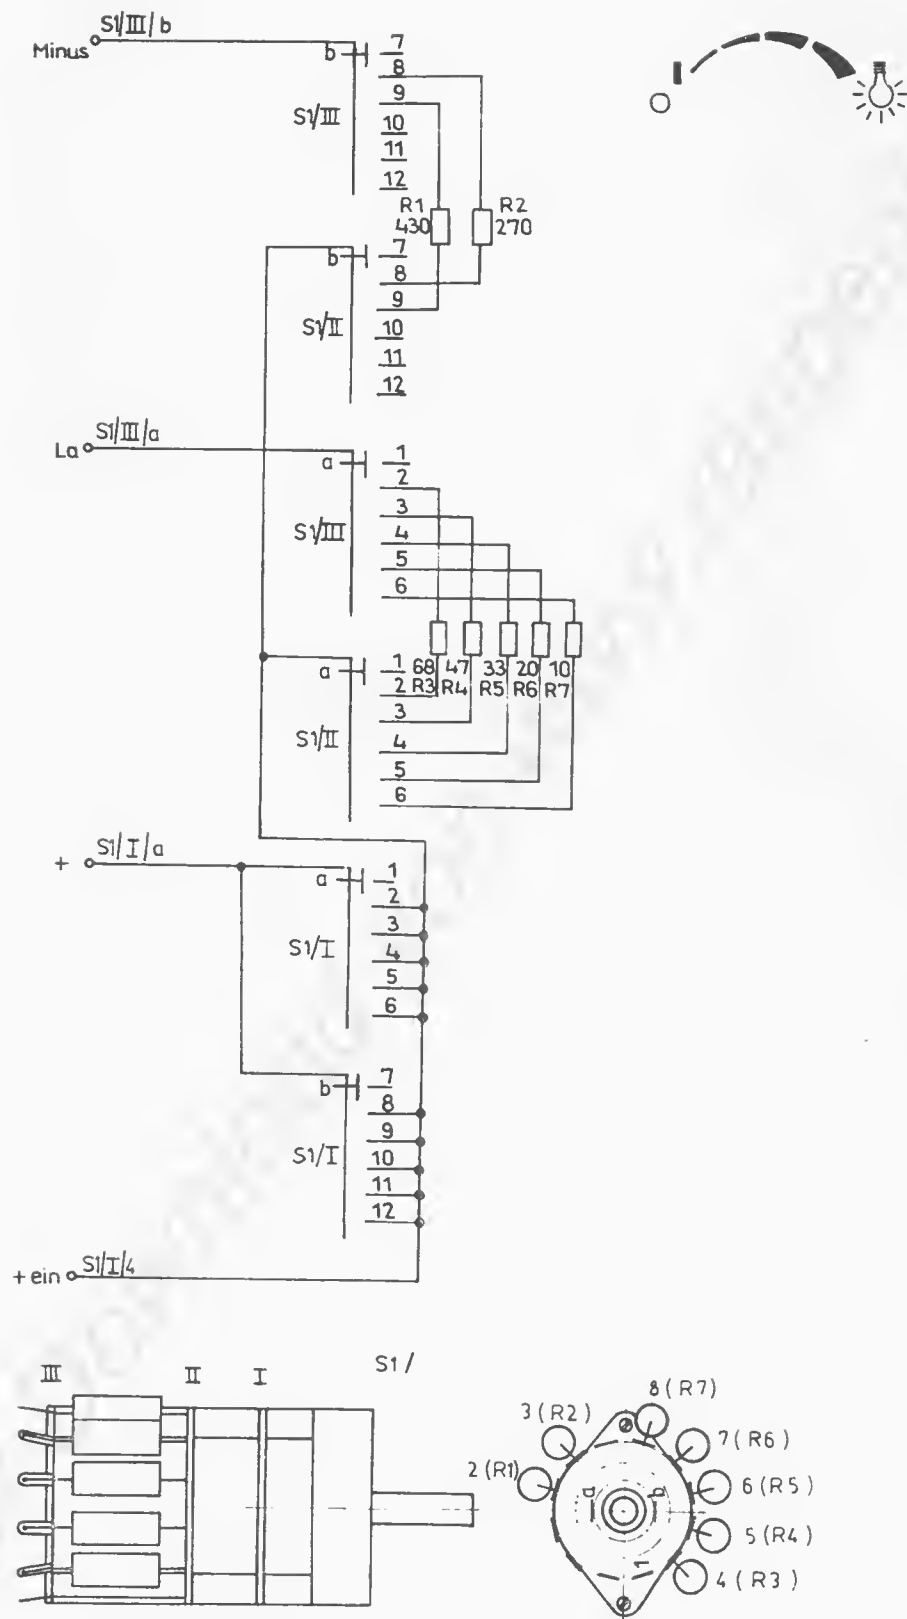 S1/III/b
Minus
b 7
8
S1/III
9
10
11
12
R1 R2
430 270
b 7
8
9
S1/II
10
11
12
S1/III/a
La
a 1
2
3
S1/III
4
5
6
a 1 68 47 33 20 10
2 R3 R4 R5 R6 R7
3
S1/II
4
5
6
S1/I/a
+
a 1
2
3
S1/I
4
5
6
b 7
8
9
S1/I
10
11
12
S1/I/4
+ ein
III II I S1/
8 (R7)
3 (R2)
7 (R6)
2 (R1)
a b
6 (R5)
5 (R4)
1
4 (R3)